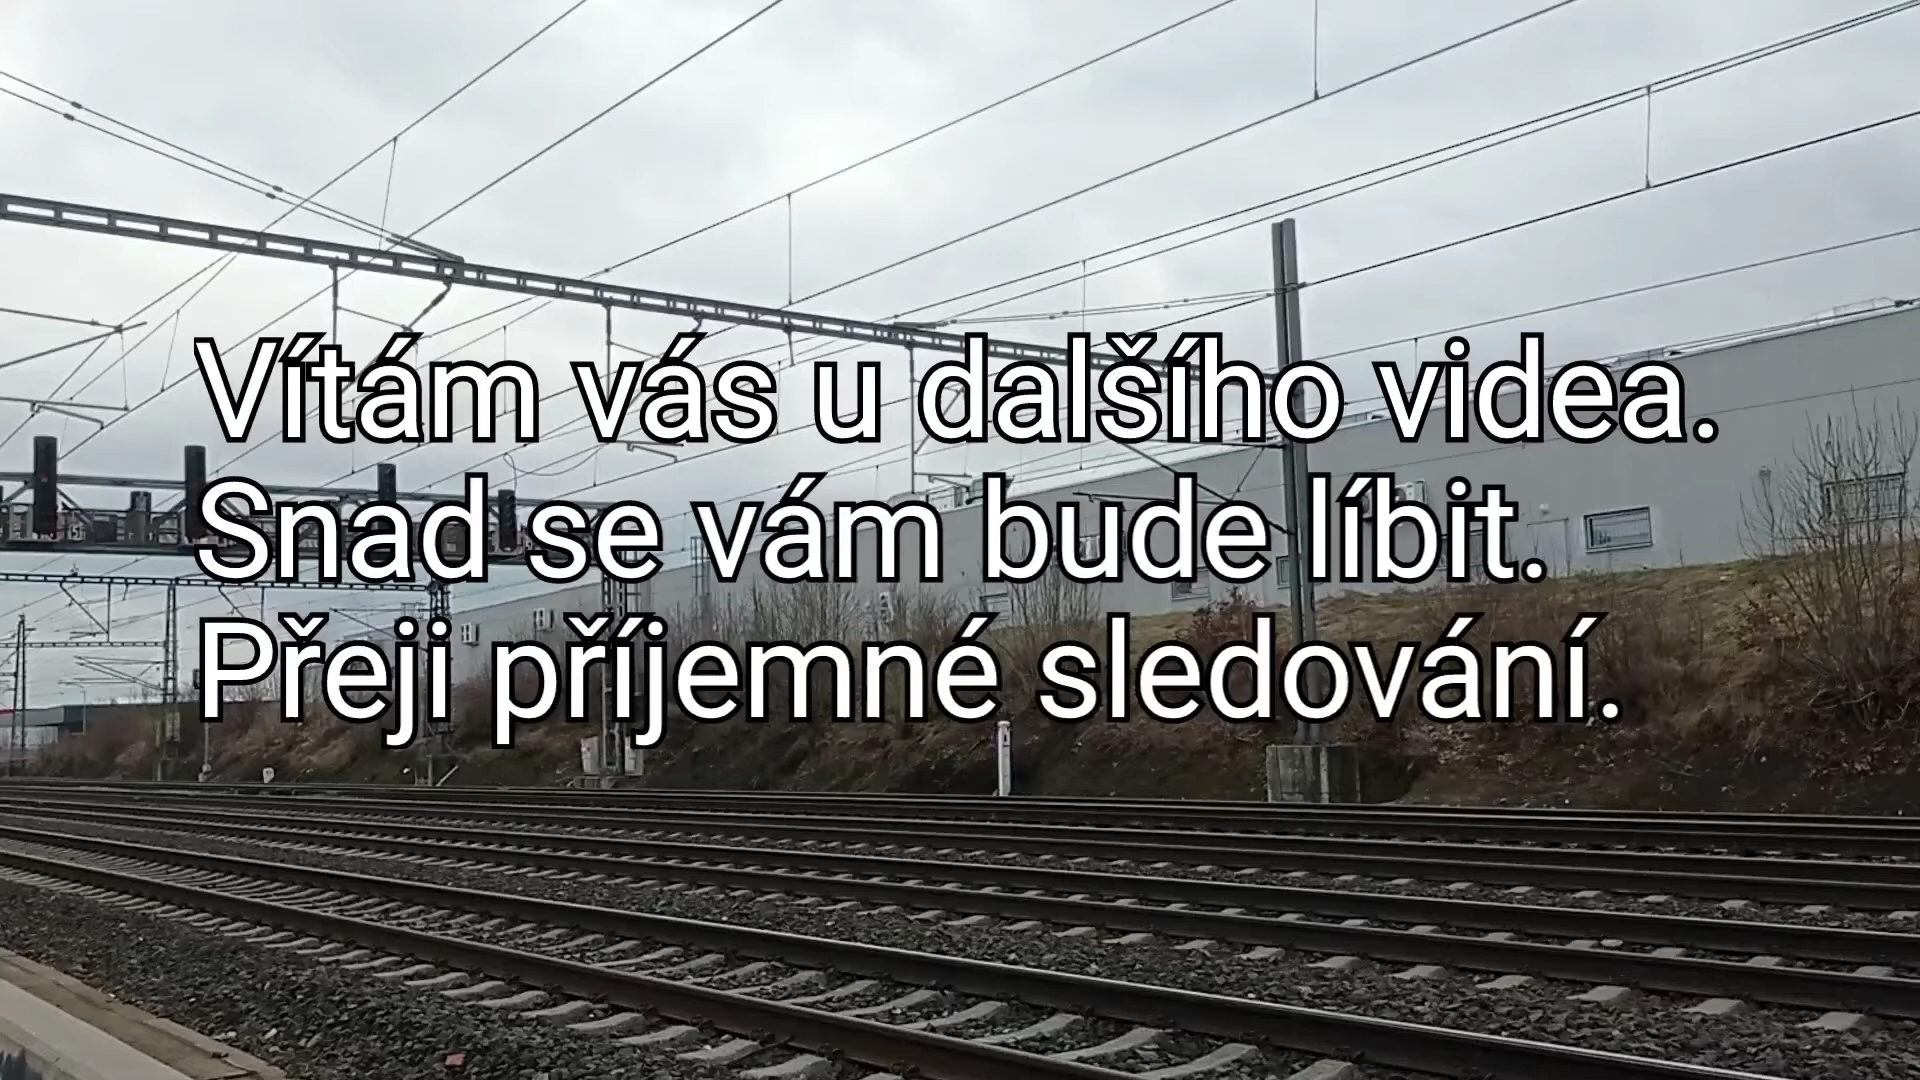 Vítám vás u dalšího videa.
Snad se vám bude líbit.
Přeji příjemné sledování.